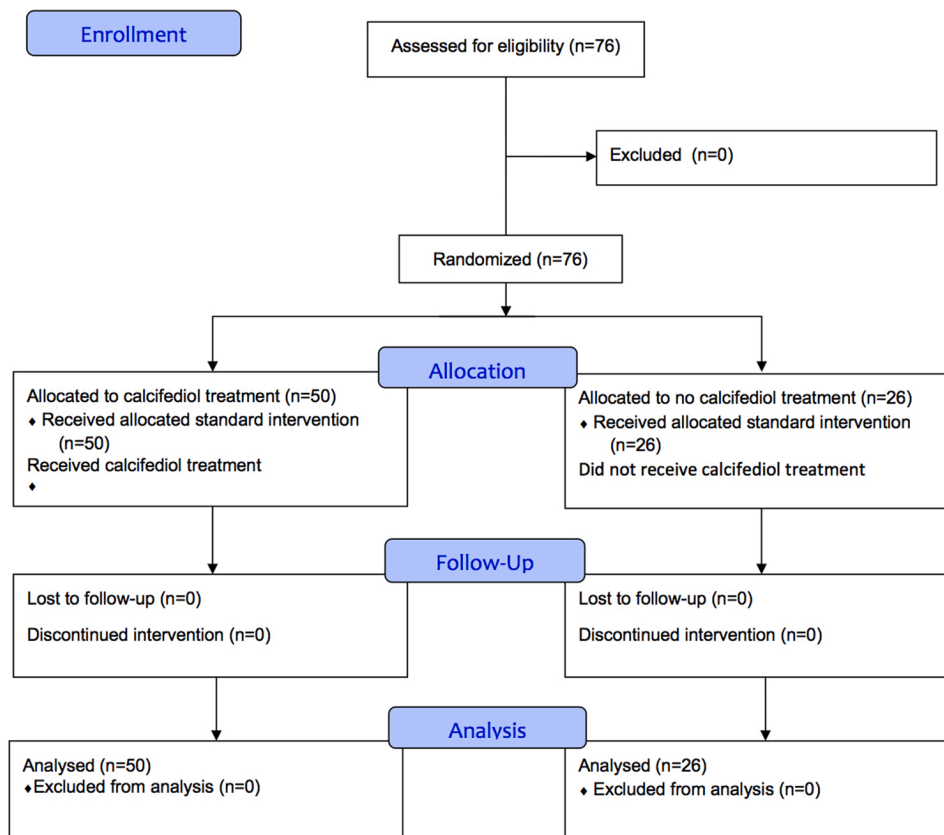 Enrollment
Assessed for eligibility (n=76)
Excluded (n=0)
Randomized (n=76)
Allocation
Allocated to calcifediol treatment (n=50)
♦ Received allocated standard intervention
(n=50)
Received calcifediol treatment
♦
Allocated to no calcifediol treatment (n=26)
♦ Received allocated standard intervention
(n=26)
Did not receive calcifediol treatment
Follow-Up
Lost to follow-up (n=0)
Discontinued intervention (n=0)
Lost to follow-up (n=0)
Discontinued intervention (n=0)
Analysis
Analysed (n=50)
♦Excluded from analysis (n=0)
Analysed (n=26)
♦ Excluded from analysis (n=0)